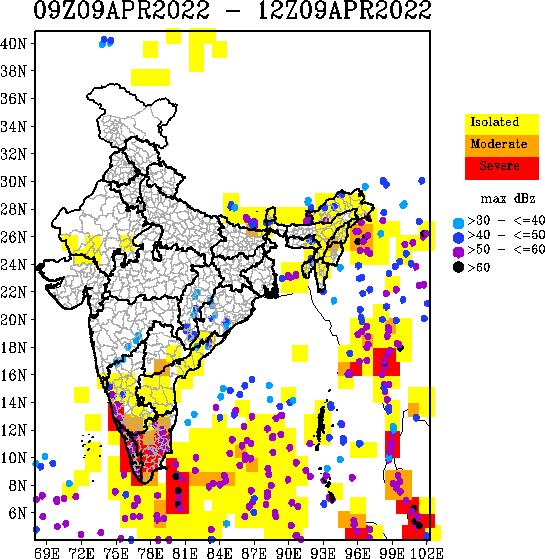 09Z09APR2022 - 12Z09APR2022
40N
38N
36N
34N
32N
30N
28N
26N
24N
22N
20N
18N
16N
14N
12N
10N
8N
6N
69E 72E 75E 78E 81E 84E 87E 90E 93E 96E 99E 102E
Isolated
Moderate
Severe
max dBz
>30 - <=40
>40 - <=50
>50 - <=60
>60